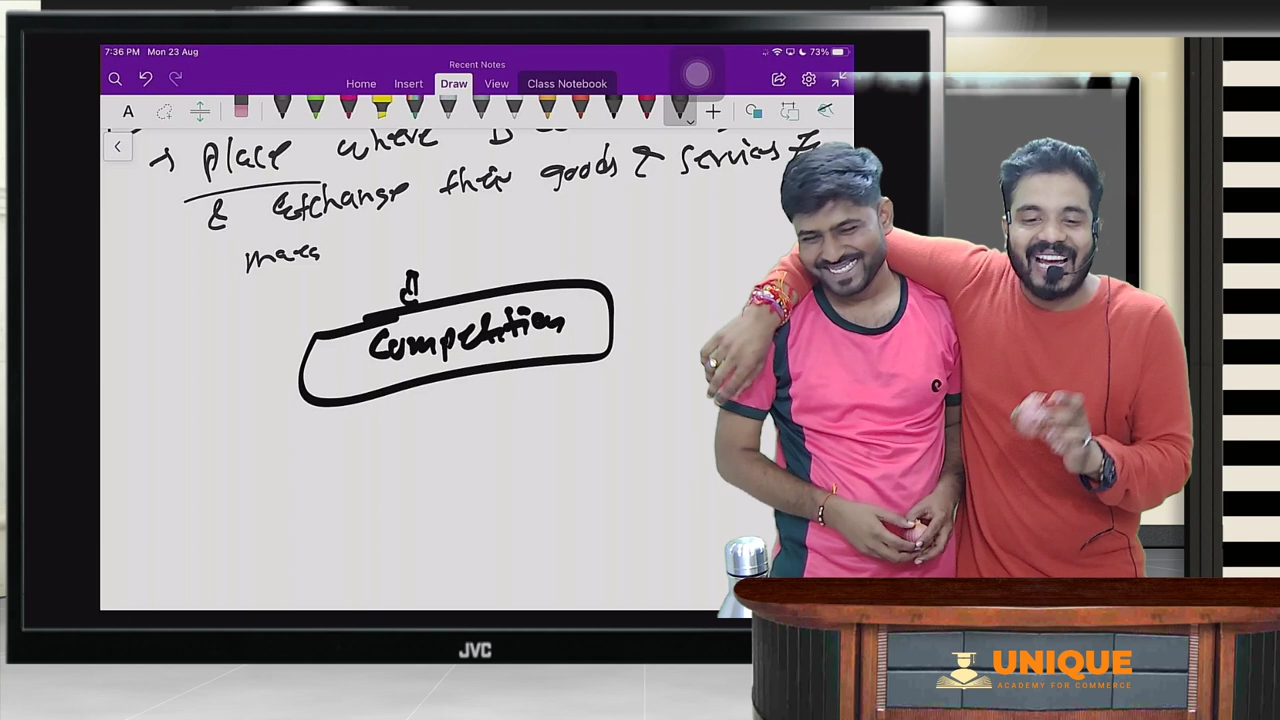 7:36 PM Mon 23 Aug
73%
Recent Notes
Home Insert Draw View Class Notebook
A
place where
& exchange their goods & services
Competition
JVC
UNIQUE
ACADEMY FOR COMMERCE